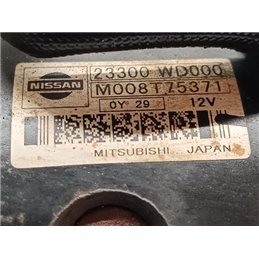 NISSAN
23300 WD000
M008T75371
0Y 29
12V
MITSUBISHI JAPAN